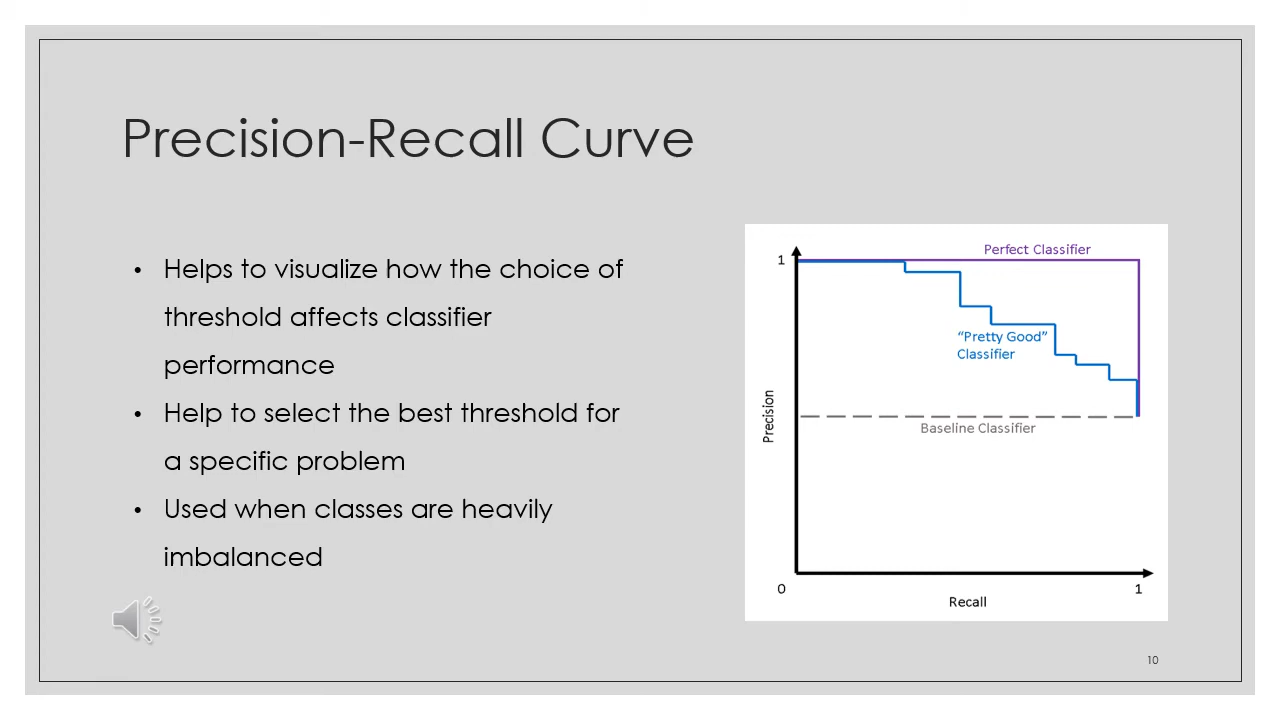 Precision-Recall Curve
• Helps to visualize how the choice of
threshold affects classifier
performance
• Help to select the best threshold for
a specific problem
• Used when classes are heavily
imbalanced
Perfect Classifier
1
"Pretty Good"
Classifier
Precision
Baseline Classifier
0
1
Recall
10